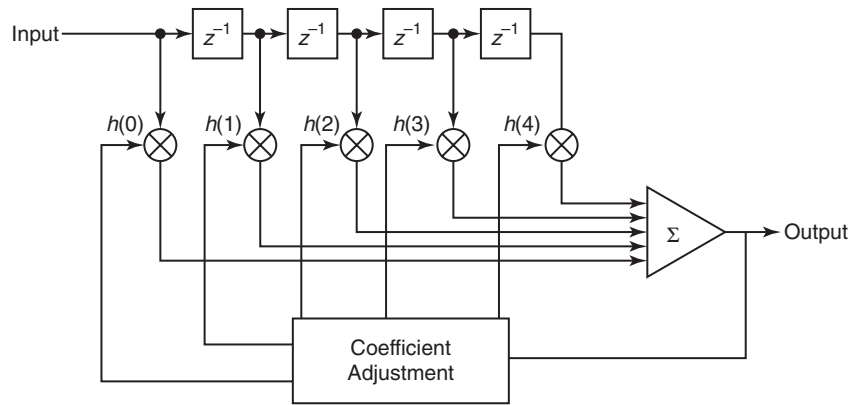 Input
z⁻¹ z⁻¹ z⁻¹ z⁻¹
h(0) h(1) h(2) h(3) h(4)
Σ
Output
Coefficient
Adjustment